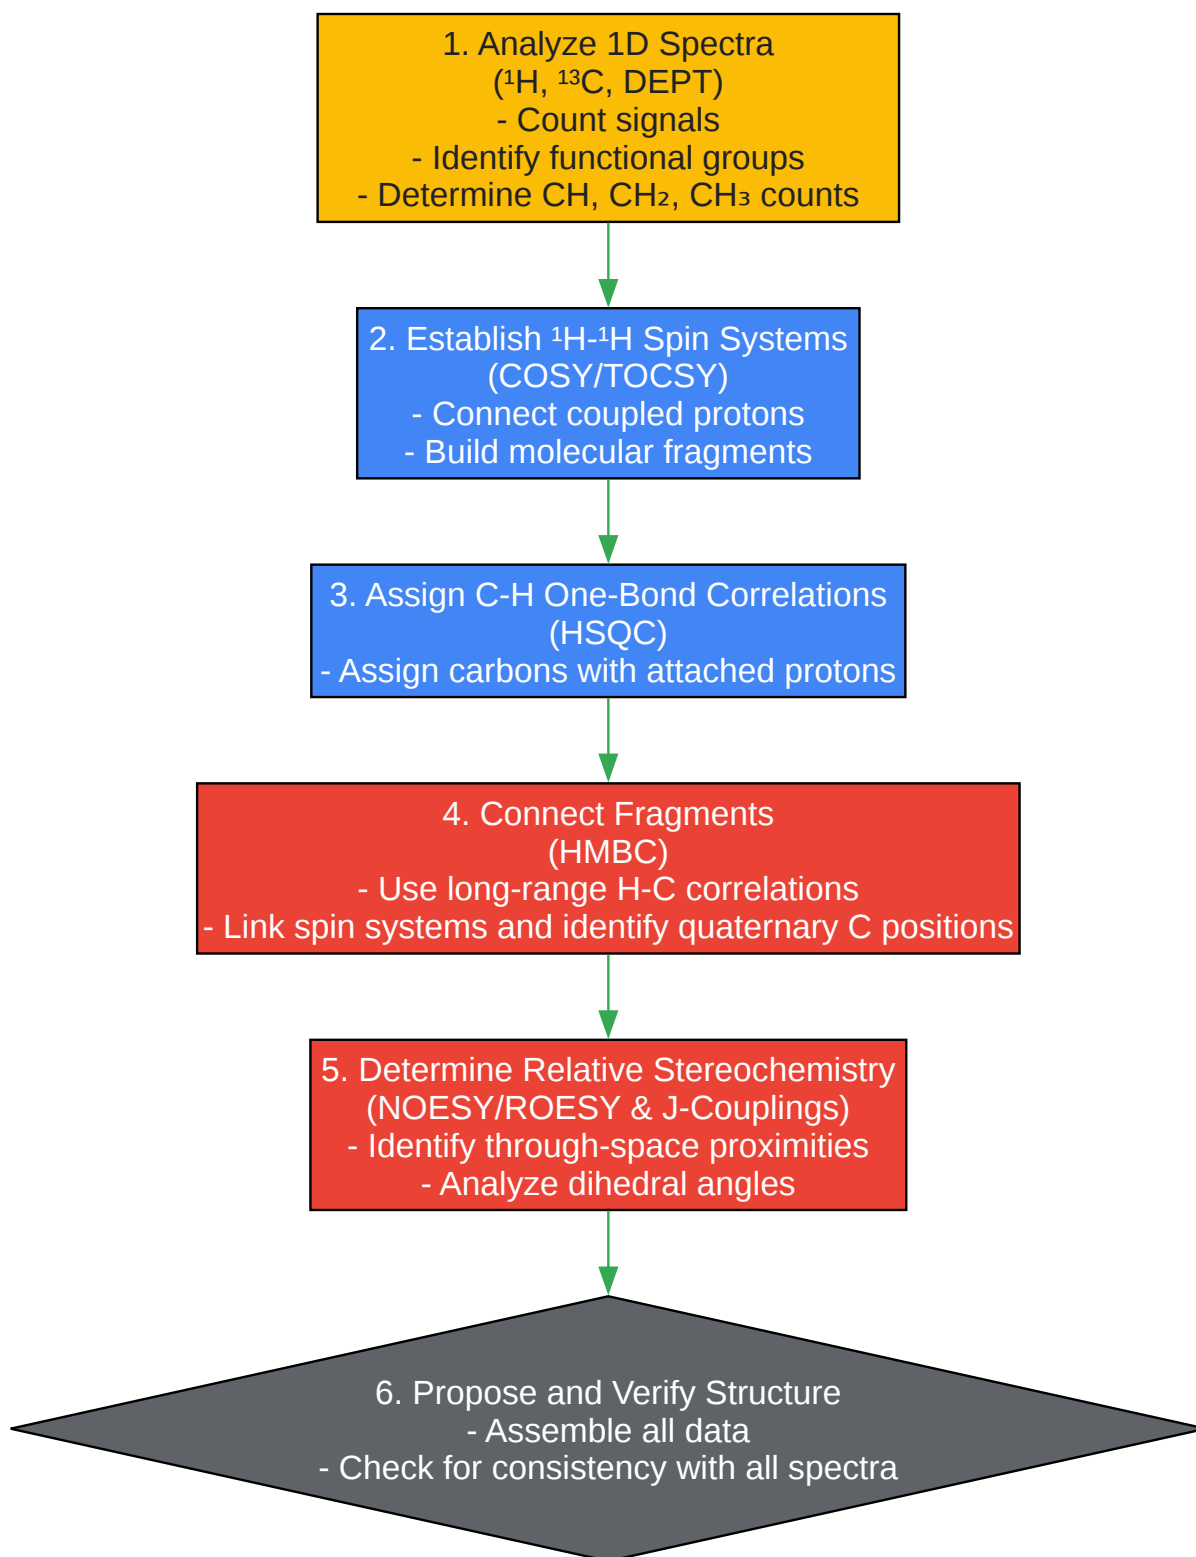 1. Analyze 1D Spectra
(¹H, ¹³C, DEPT)
- Count signals
- Identify functional groups
- Determine CH, CH₂, CH₃ counts
2. Establish ¹H-¹H Spin Systems
(COSY/TOCSY)
- Connect coupled protons
- Build molecular fragments
3. Assign C-H One-Bond Correlations
(HSQC)
- Assign carbons with attached protons
4. Connect Fragments
(HMBC)
- Use long-range H-C correlations
- Link spin systems and identify quaternary C positions
5. Determine Relative Stereochemistry
(NOESY/ROESY & J-Couplings)
- Identify through-space proximities
- Analyze dihedral angles
6. Propose and Verify Structure
- Assemble all data
- Check for consistency with all spectra